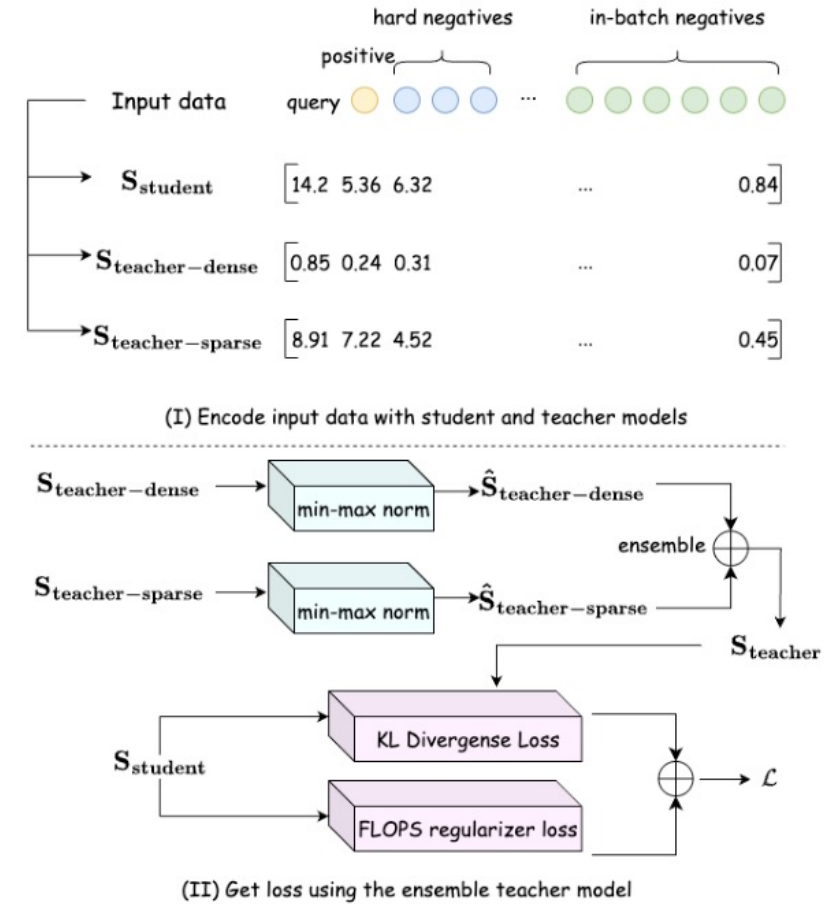 hard negatives in-batch negatives
positive
Input data query ...
S_student [14.2 5.36 6.32 ... 0.84]
S_teacher-dense [0.85 0.24 0.31 ... 0.07]
S_teacher-sparse [8.91 7.22 4.52 ... 0.45]
(I) Encode input data with student and teacher models
S_teacher-dense min-max norm Ŝ_teacher-dense
ensemble
S_teacher-sparse min-max norm Ŝ_teacher-sparse
S_teacher
KL Divergense Loss
S_student ℒ
FLOPS regularizer loss
(II) Get loss using the ensemble teacher model